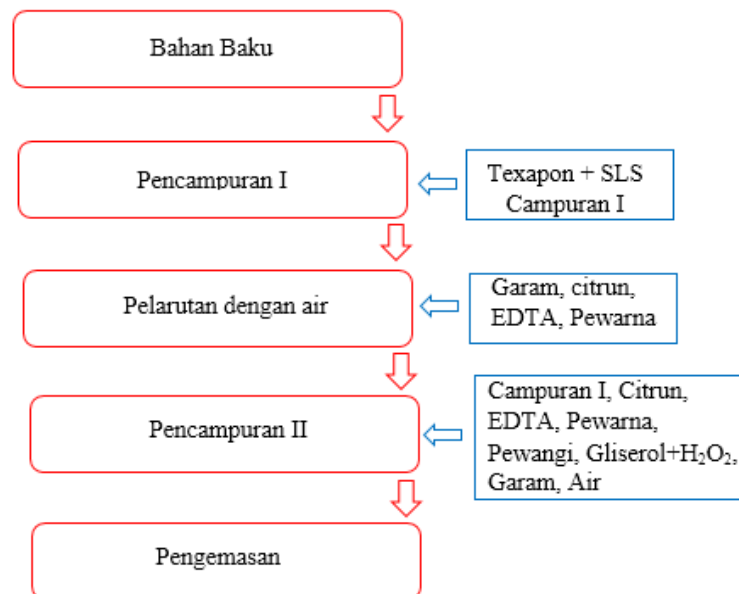 Bahan Baku
Pencampuran I
Texapon + SLS
Campuran I
Pelarutan dengan air
Garam, citrun,
EDTA, Pewarna
Pencampuran II
Campuran I, Citrun,
EDTA, Pewarna,
Pewangi, Gliserol+H₂O₂,
Garam, Air
Pengemasan